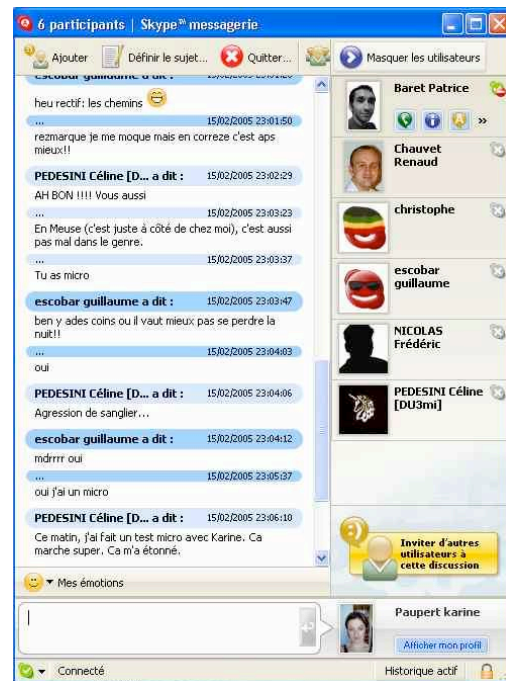 6 participants | Skype™ messagerie
Ajouter Définir le sujet... Quitter... Masquer les utilisateurs
escobar guillaume a dit :
heu rectif: les chemins
... 15/02/2005 23:01:50
rezmarque je me moque mais en correze c'est aps
mieux!!
PEDESINI Céline [D... a dit : 15/02/2005 23:02:29
AH BON !!!! Vous aussi
... 15/02/2005 23:03:23
En Meuse (c'est juste à côté de chez moi), c'est aussi
pas mal dans le genre.
... 15/02/2005 23:03:37
Tu as micro
escobar guillaume a dit : 15/02/2005 23:03:47
ben y ades coins ou il vaut mieux pas se perdre la
nuit!!
... 15/02/2005 23:04:03
oui
PEDESINI Céline [D... a dit : 15/02/2005 23:04:06
Agression de sanglier...
escobar guillaume a dit : 15/02/2005 23:04:12
mdrrr oui
... 15/02/2005 23:05:37
oui j'ai un micro
PEDESINI Céline [D... a dit : 15/02/2005 23:06:10
Ce matin, j'ai fait un test micro avec Karine. Ca
marche super. Ca m'a étonné.
Mes émotions
Baret Patrice
»
Chauvet
Renaud
christophe
escobar
guillaume
NICOLAS
Frédéric
PEDESINI Céline
[DU3mi]
Inviter d'autres
utilisateurs à
cette discussion
Paupert karine
Afficher mon profil
Connecté
Historique actif